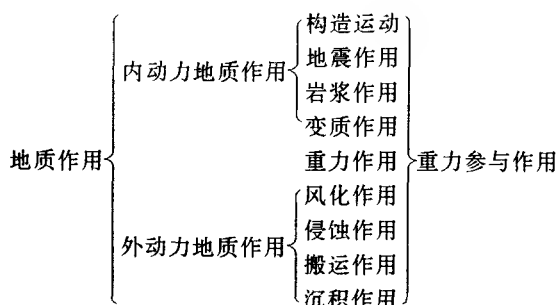 构造运动
地震作用
内动力地质作用
岩浆作用
变质作用
地质作用
重力作用
重力参与作用
风化作用
侵蚀作用
外动力地质作用
搬运作用
沉积作用